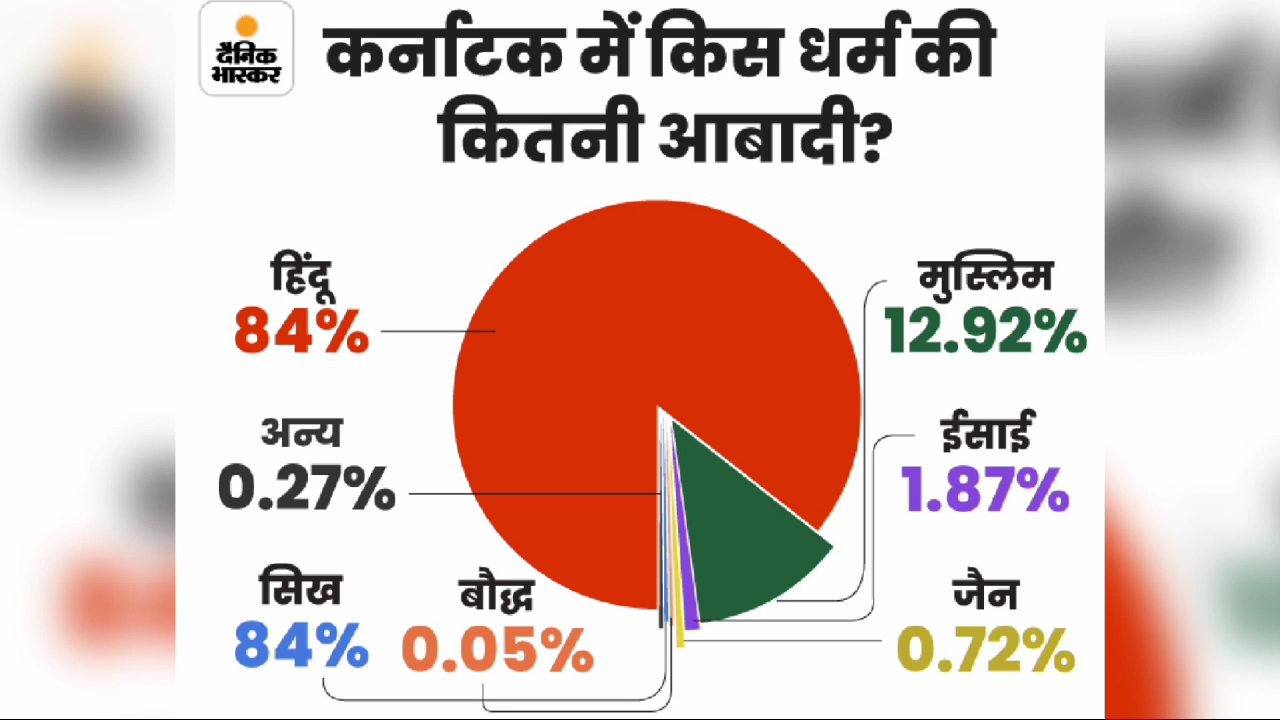 दैनिक
भास्कर
कर्नाटक में किस धर्म की
कितनी आबादी?
हिंदू
84%
मुस्लिम
12.92%
अन्य
0.27%
ईसाई
1.87%
सिख
84%
बौद्ध
0.05%
जैन
0.72%